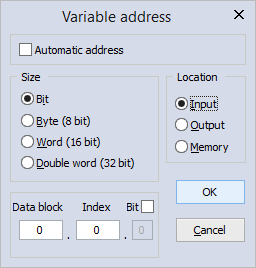 Variable address
Automatic address
Size
Bit
Byte (8 bit)
Word (16 bit)
Double word (32 bit)
Location
Input
Output
Memory
Data block Index Bit
0 . 0 . 0
OK
Cancel